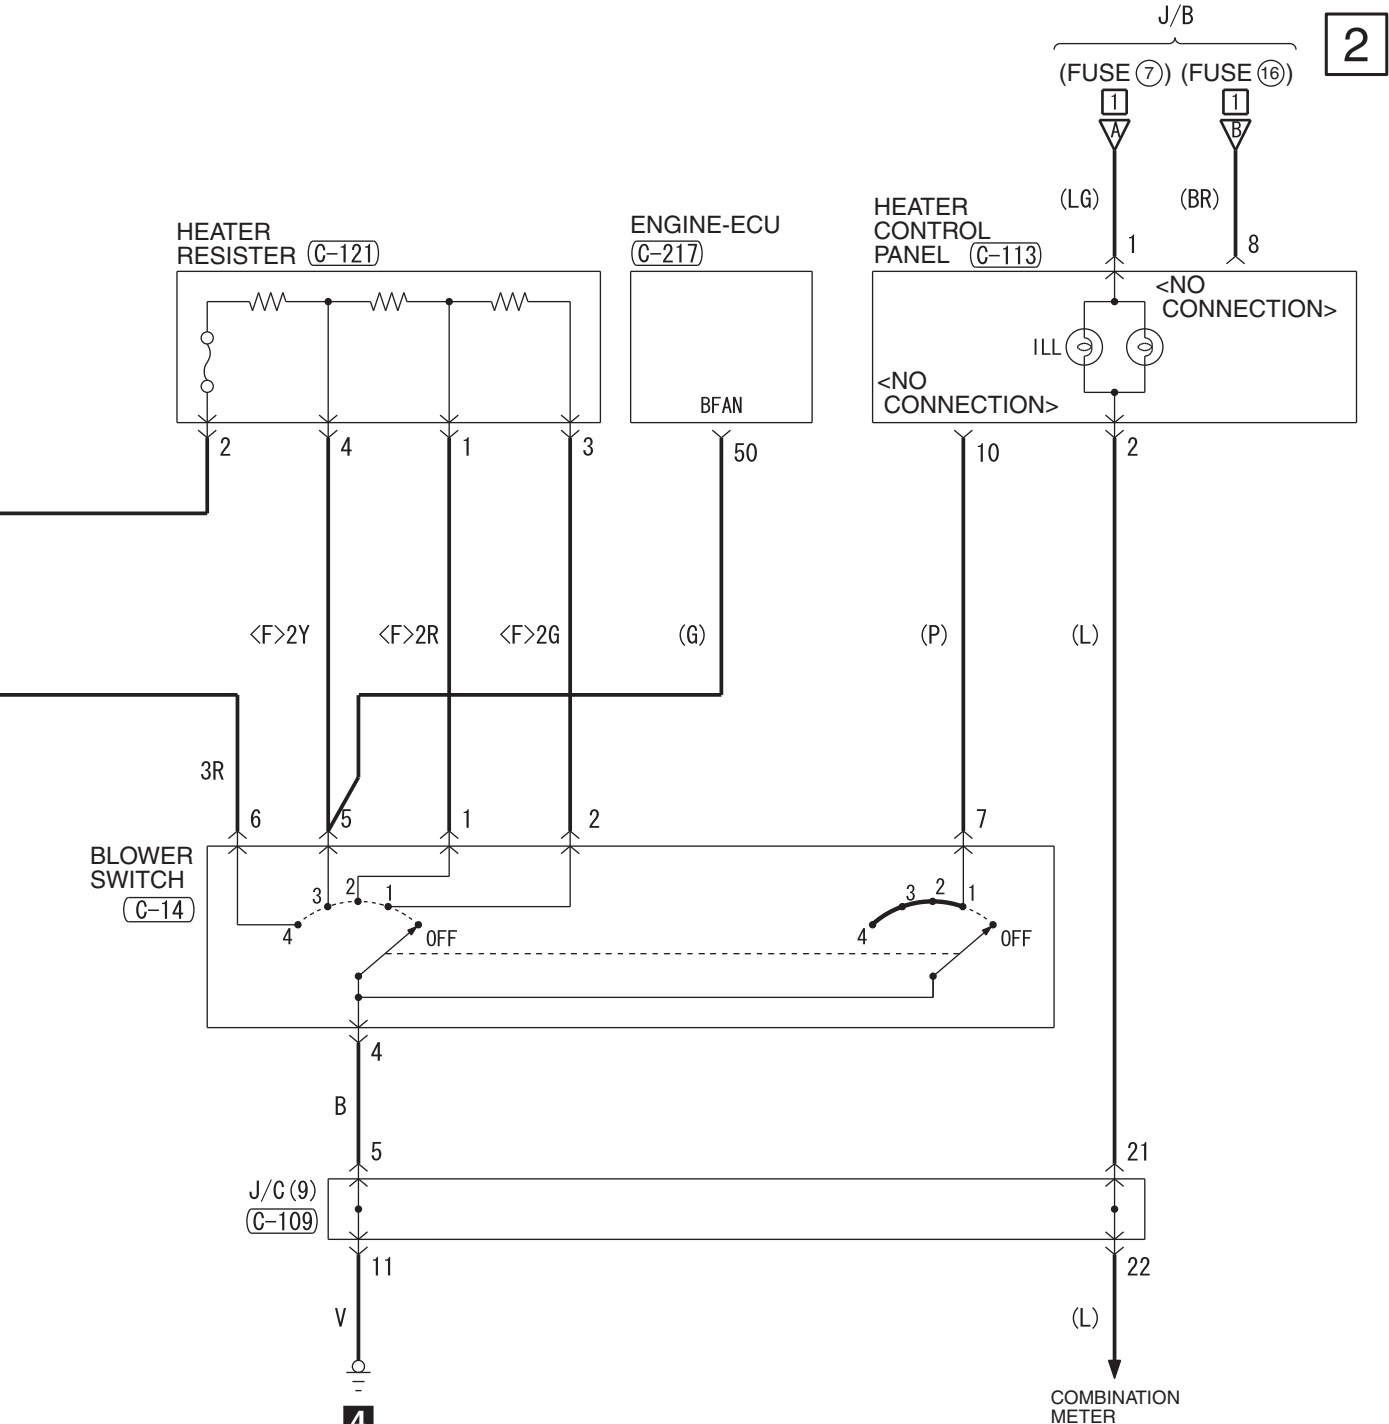 J/B
2
(FUSE 7) (FUSE 16)
1 1
A B
(LG) (BR)
HEATER
RESISTER C-121
ENGINE-ECU
C-217
HEATER
CONTROL
PANEL C-113
1 8
<NO
CONNECTION>
ILL
<NO
CONNECTION>
BFAN
2 4 1 3 50 10 2
<F>2Y <F>2R <F>2G (G) (P) (L)
3R
6 5 1 2 7
BLOWER
SWITCH
C-14
4 3 2 1 OFF
4 3 2 1 OFF
4
B
5 21
J/C(9)
C-109
11 22
V (L)
4
COMBINATION
METER